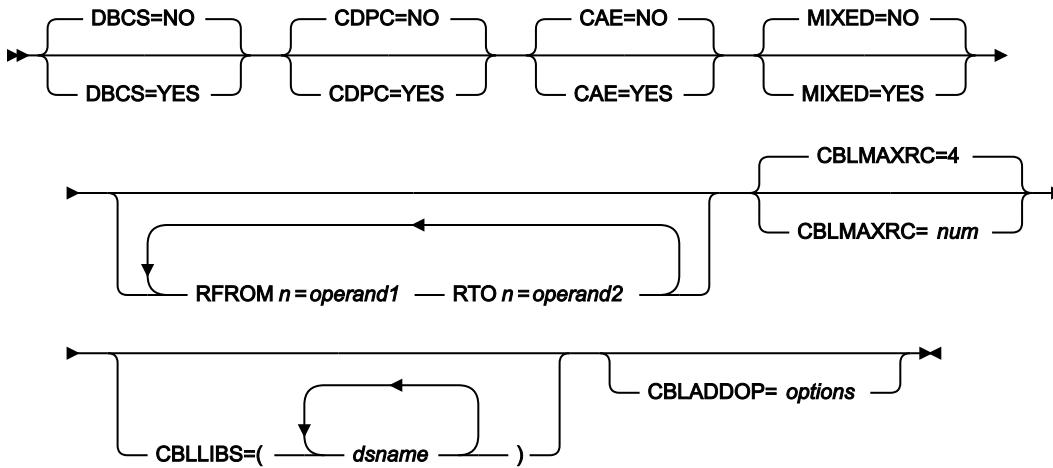 DBCS=NO CDPC=NO CAE=NO MIXED=NO
DBCS=YES CDPC=YES CAE=YES MIXED=YES
CBLMAXRC=4
CBLMAXRC= num
RFROM n=operand1 RTO n=operand2
CBLADDOP= options
CBLLIBS=( dsname )